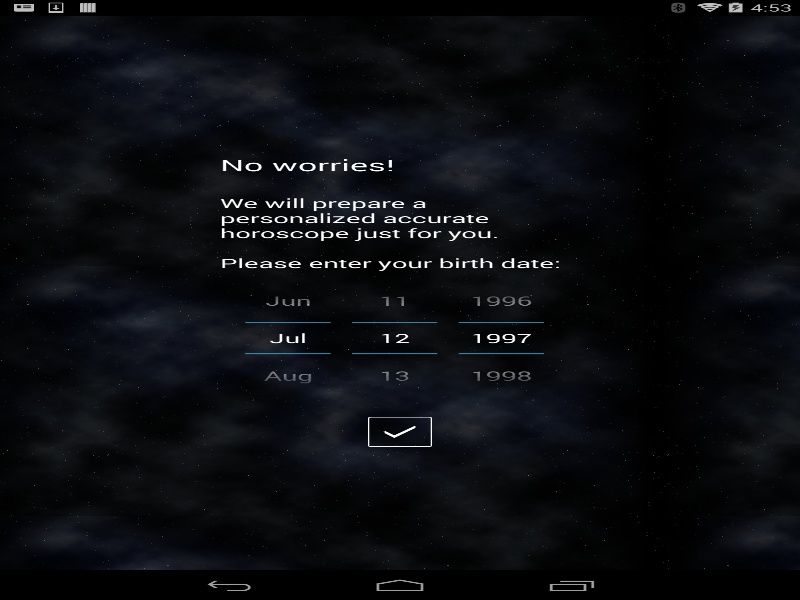 4:53
No worries!
We will prepare a
personalized accurate
horoscope just for you.
Please enter your birth date:
Jun 11 1996
Jul 12 1997
Aug 13 1998